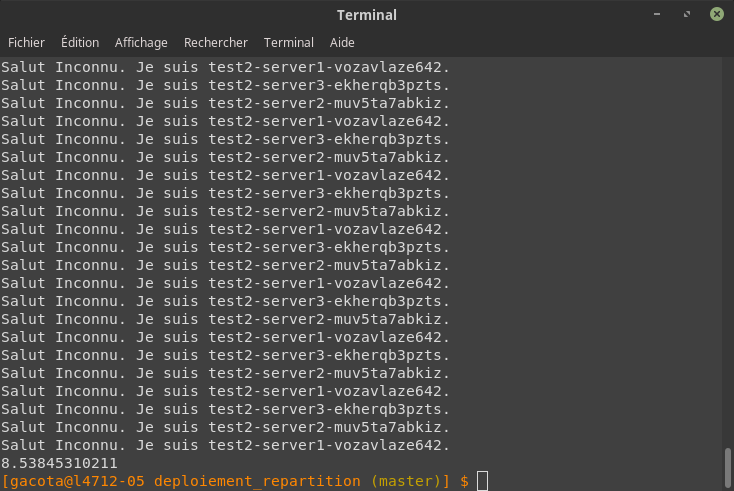 Terminal
Fichier Édition Affichage Rechercher Terminal Aide
Salut Inconnu. Je suis test2-server1-vozavlaze642.
Salut Inconnu. Je suis test2-server3-ekherqb3pzts.
Salut Inconnu. Je suis test2-server2-muv5ta7abkiz.
Salut Inconnu. Je suis test2-server1-vozavlaze642.
Salut Inconnu. Je suis test2-server3-ekherqb3pzts.
Salut Inconnu. Je suis test2-server2-muv5ta7abkiz.
Salut Inconnu. Je suis test2-server1-vozavlaze642.
Salut Inconnu. Je suis test2-server3-ekherqb3pzts.
Salut Inconnu. Je suis test2-server2-muv5ta7abkiz.
Salut Inconnu. Je suis test2-server1-vozavlaze642.
Salut Inconnu. Je suis test2-server3-ekherqb3pzts.
Salut Inconnu. Je suis test2-server2-muv5ta7abkiz.
Salut Inconnu. Je suis test2-server1-vozavlaze642.
Salut Inconnu. Je suis test2-server3-ekherqb3pzts.
Salut Inconnu. Je suis test2-server2-muv5ta7abkiz.
Salut Inconnu. Je suis test2-server1-vozavlaze642.
Salut Inconnu. Je suis test2-server3-ekherqb3pzts.
Salut Inconnu. Je suis test2-server2-muv5ta7abkiz.
Salut Inconnu. Je suis test2-server1-vozavlaze642.
Salut Inconnu. Je suis test2-server3-ekherqb3pzts.
Salut Inconnu. Je suis test2-server2-muv5ta7abkiz.
Salut Inconnu. Je suis test2-server1-vozavlaze642.
8.53845310211
[gacota@l4712-05 deploiement_repartition (master)] $